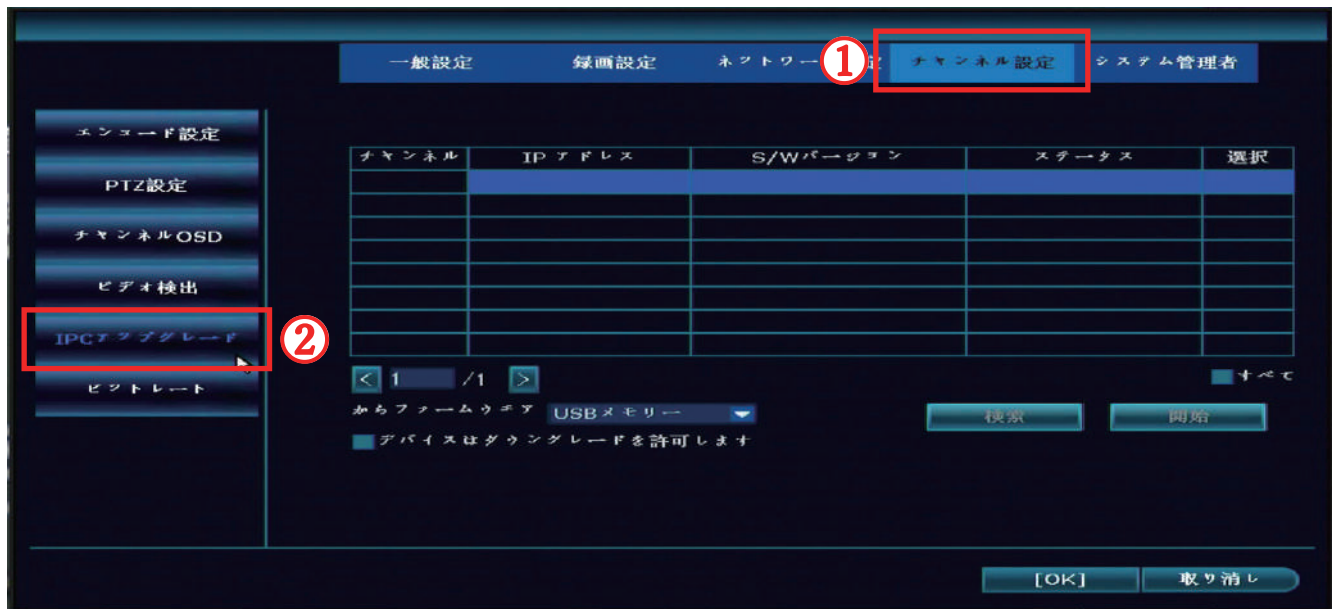 一般設定 録画設定 ネットワー ① 定 チャンネル設定 システム管理者
エンコード設定
チャンネル IP アドレス S/Wバージョン ステータス 選択
PTZ設定
チャンネルOSD
ビデオ検出
IPCアップグレード ②
< 1 /1 > すべて
ビットレート
からファームウェア USBメモリー 検索 開始
デバイスはダウングレードを許可します
[OK] 取り消し